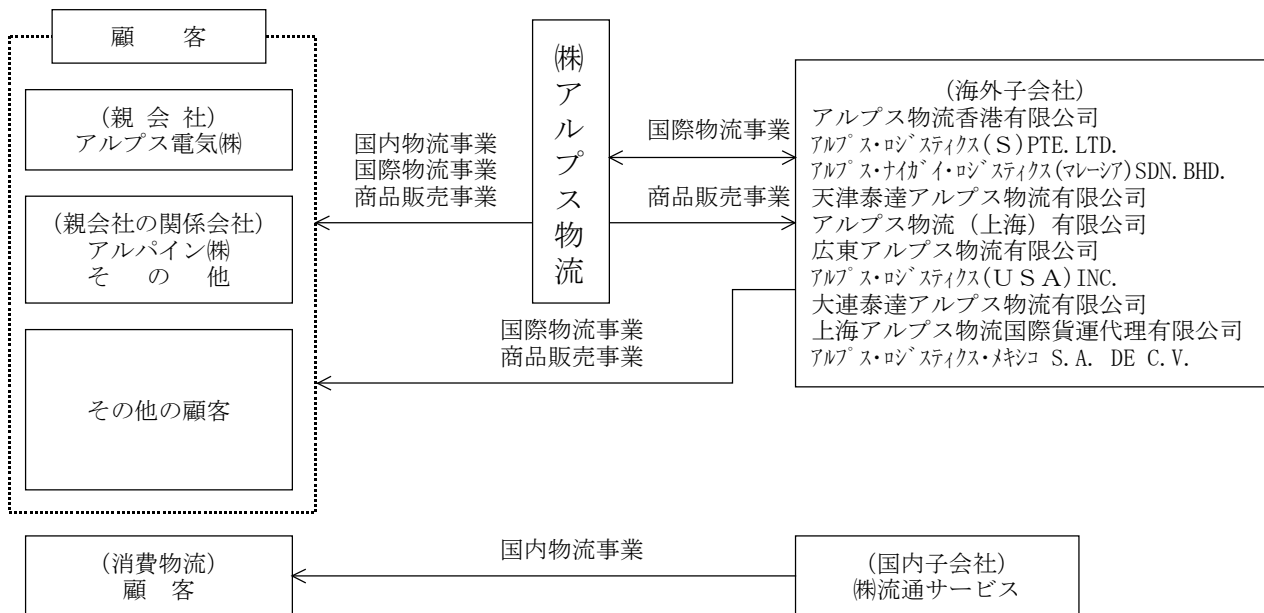 顧　客
(親 会 社)
アルプス電気㈱
(親会社の関係会社)
アルパイン㈱
そ　の　他
その他の顧客
国内物流事業
国際物流事業
商品販売事業
㈱アルプス物流
国際物流事業
商品販売事業
国際物流事業
商品販売事業
(海外子会社)
アルプス物流香港有限公司
ｱﾙﾌﾟｽ・ﾛｼﾞｽﾃｨｸｽ(Ｓ)PTE.LTD.
ｱﾙﾌﾟｽ・ﾅｲｶﾞｲ・ﾛｼﾞｽﾃｨｸｽ(ﾏﾚｰｼｱ)SDN.BHD.
天津泰達アルプス物流有限公司
アルプス物流（上海）有限公司
広東アルプス物流有限公司
ｱﾙﾌﾟｽ・ﾛｼﾞｽﾃｨｸｽ(ＵＳＡ)INC.
大連泰達アルプス物流有限公司
上海アルプス物流国際貨運代理有限公司
ｱﾙﾌﾟｽ・ﾛｼﾞｽﾃｨｸｽ・ﾒｷｼｺ S.A. DE C.V.
(消費物流)
顧　客
国内物流事業
(国内子会社)
㈱流通サービス